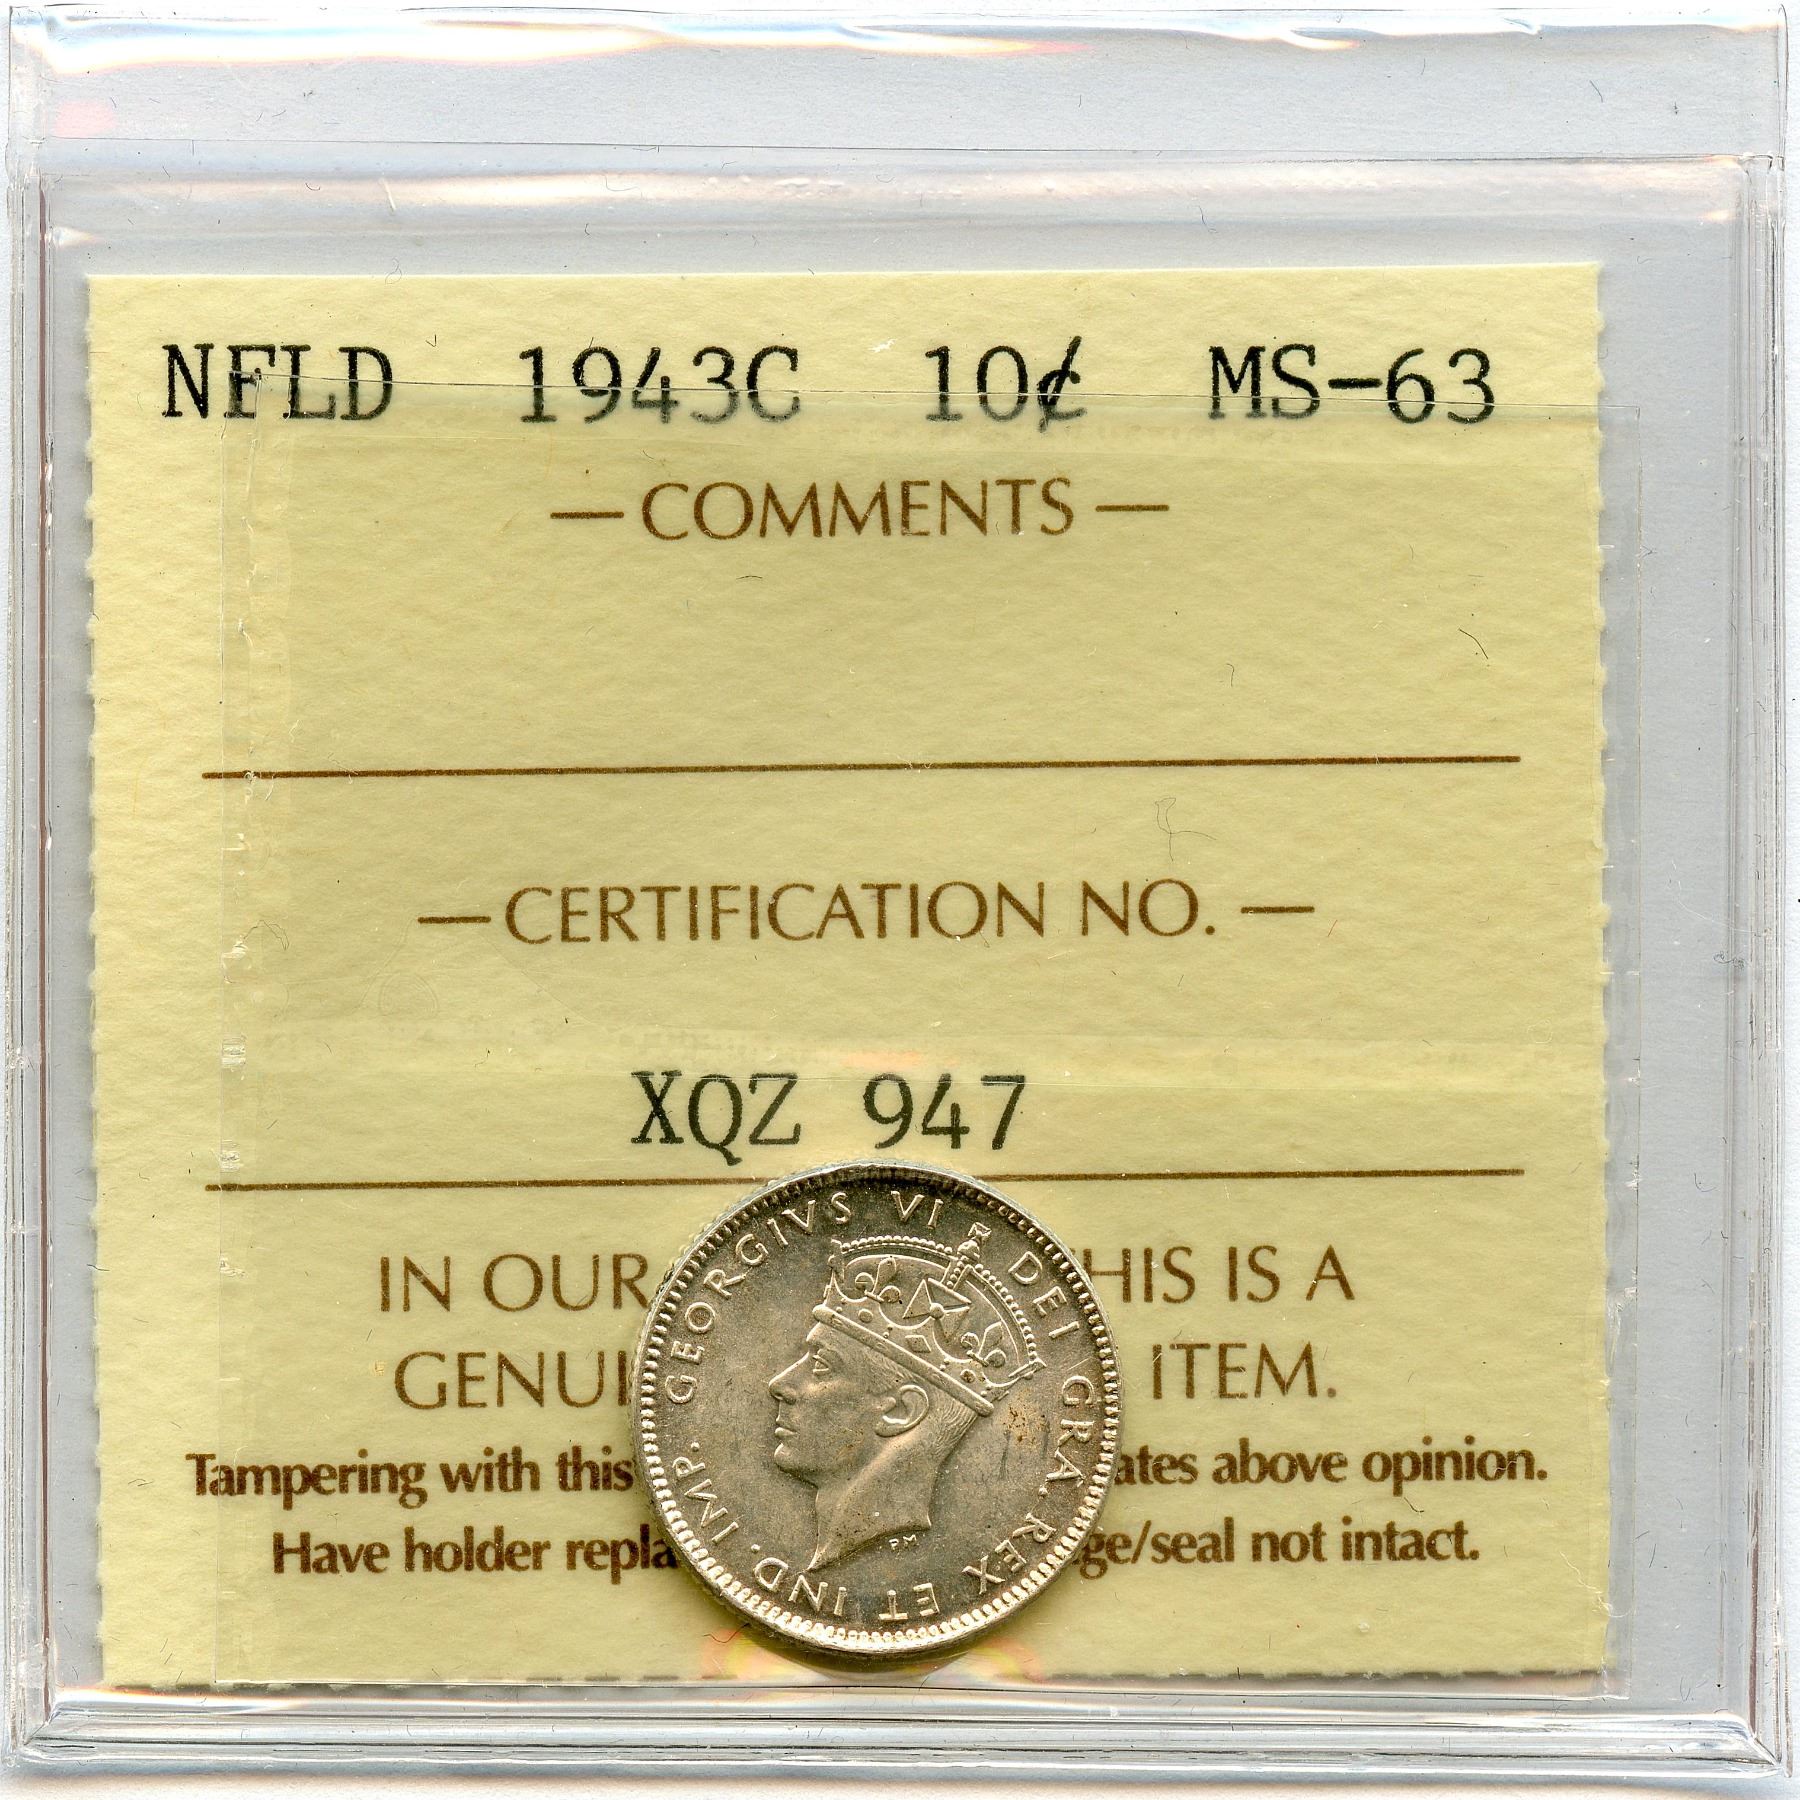 NFLD 1943C 10¢ MS-63
— COMMENTS —
— CERTIFICATION NO. —
XQZ 947
IN OUR HIS IS A
GENUI ITEM.
Tampering with this ates above opinion.
Have holder repla ge/seal not intact.
GEORGIVS VI DEI GRA. REX ET IND. IMP.
PM